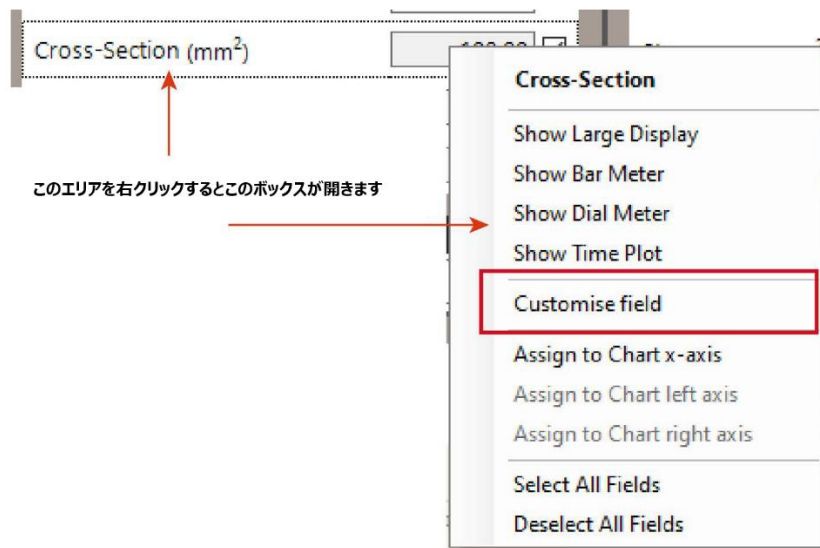 Cross-Section (mm²)
Cross-Section
Show Large Display
Show Bar Meter
このエリアを右クリックするとこのボックスが開きます
Show Dial Meter
Show Time Plot
Customise field
Assign to Chart x-axis
Assign to Chart left axis
Assign to Chart right axis
Select All Fields
Deselect All Fields